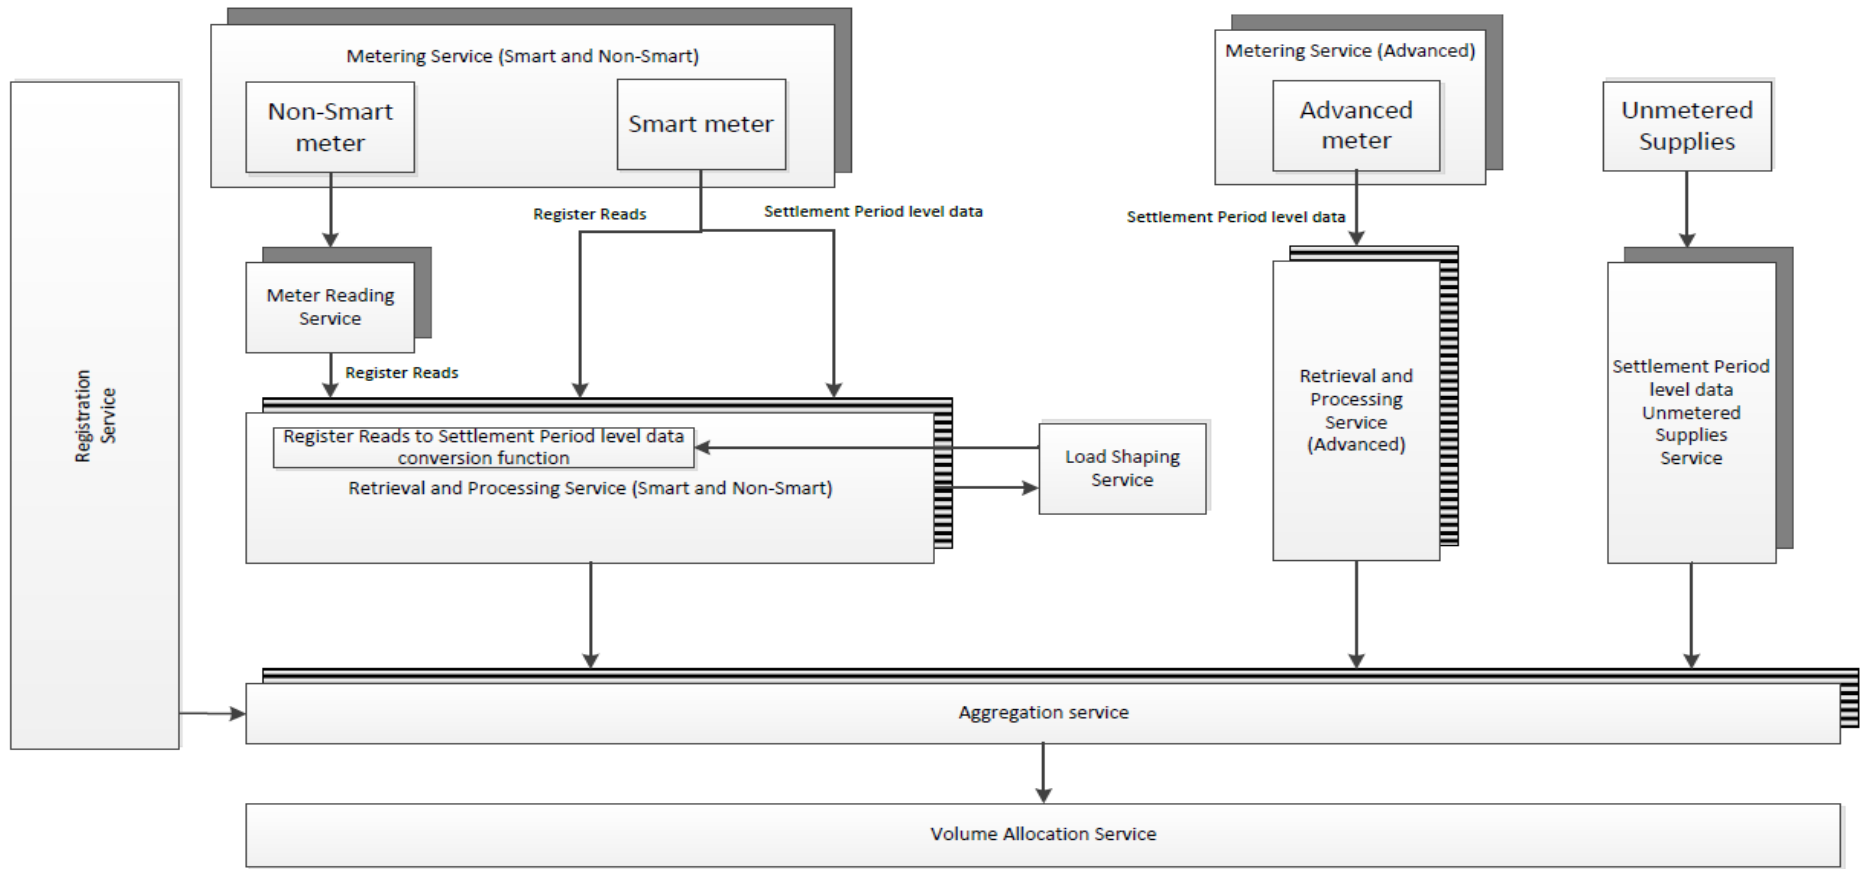 Metering Service (Smart and Non-Smart)
Metering Service (Advanced)
Non-Smart
meter
Smart meter
Advanced
meter
Unmetered
Supplies
Register Reads
Settlement Period level data
Settlement Period level data
Meter Reading
Service
Register Reads
Registration
Service
Register Reads to Settlement Period level data
conversion function
Retrieval and Processing Service (Smart and Non-Smart)
Load Shaping
Service
Retrieval and
Processing
Service
(Advanced)
Settlement Period
level data
Unmetered
Supplies
Service
Aggregation service
Volume Allocation Service